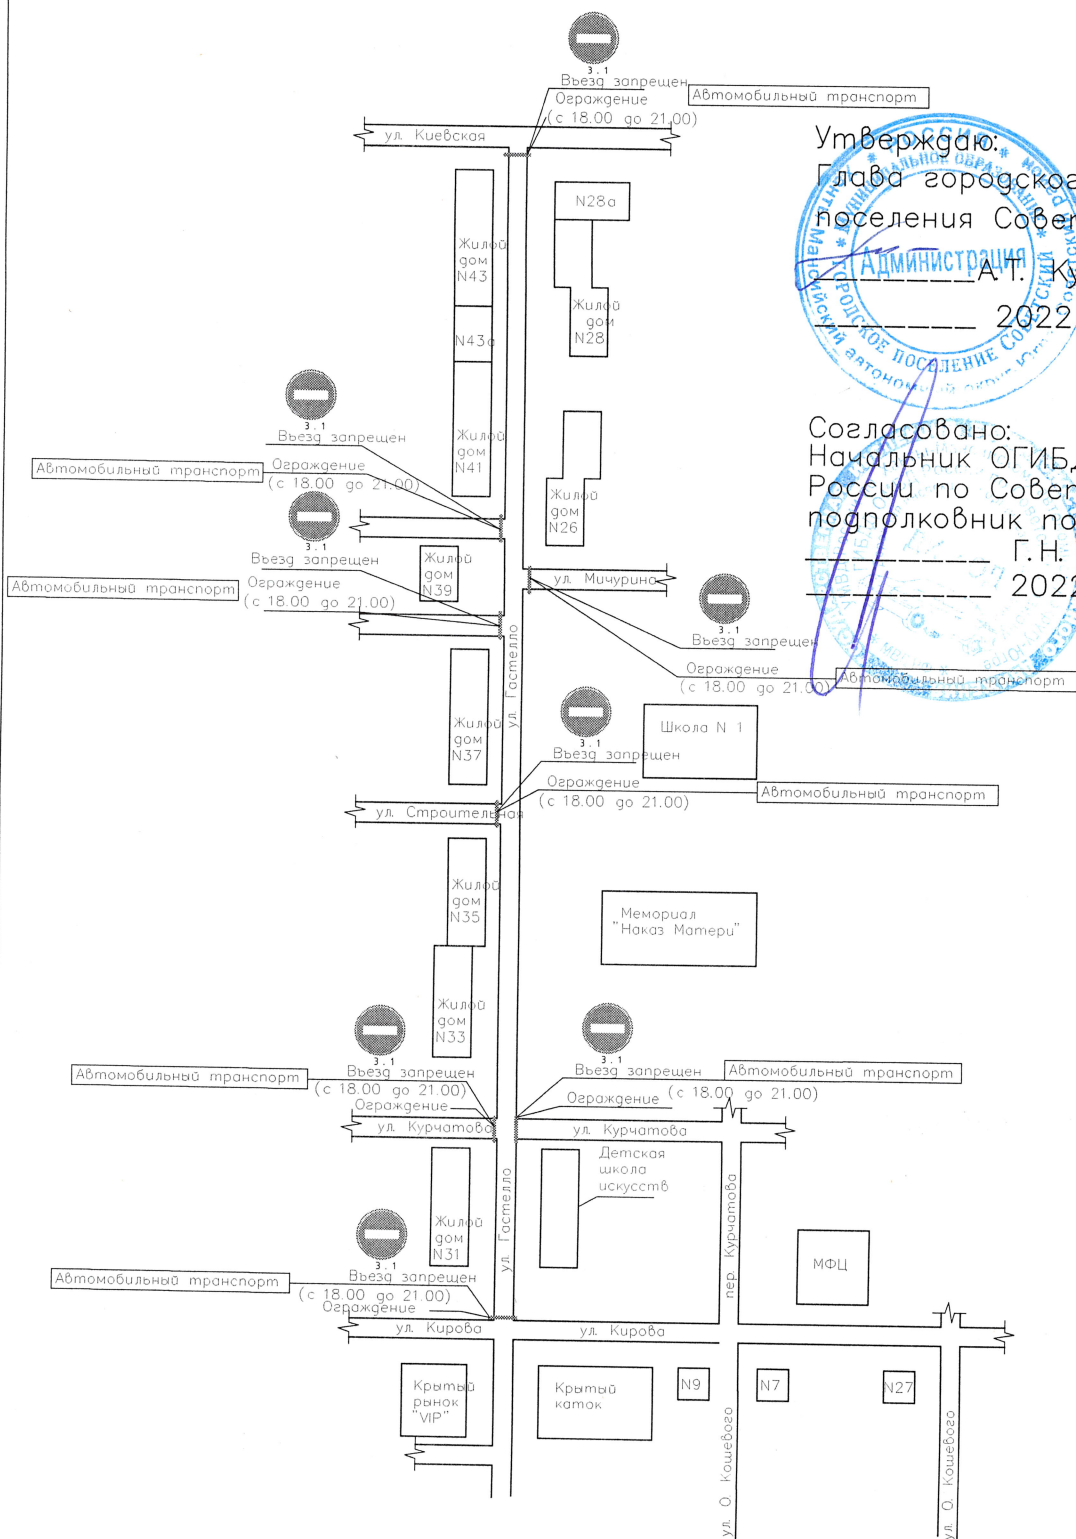 3.1
Въезд запрещен
Ограждение
(с 18.00 до 21.00)
Автомобильный транспорт
ул. Киевская
Утверждаю:
Глава городског
поселения Совет
А.Т. Ку
2022
РОССИЯ
МУНИЦИПАЛЬНОЕ ОБРАЗОВАНИЕ
ГОРОДСКОЕ ПОСЕЛЕНИЕ СОВЕТСКИЙ
Администрация
N28а
Жилой
дом
N43
Жилой
дом
N28
N43а
3.1
Въезд запрещен
Автомобильный транспорт
Ограждение
(с 18.00 до 21.00)
Жилой
дом
N41
Согласовано:
Начальник ОГИБД
России по Совет
подполковник по
Г.Н.
2022
Жилой
дом
N26
3.1
Въезд запрещен
Автомобильный транспорт
Ограждение
(с 18.00 до 21.00)
Жилой
дом
N39
ул. Мичурина
3.1
Въезд запрещен
Ограждение
(с 18.00 до 21.00)
Автомобильный транспорт
ул. Гастелло
Жилой
дом
N37
3.1
Въезд запрещен
Ограждение
(с 18.00 до 21.00)
Автомобильный транспорт
Школа N 1
ул. Строительная
Жилой
дом
N35
Мемориал
"Наказ Матери"
Жилой
дом
N33
3.1
Въезд запрещен
Автомобильный транспорт
(с 18.00 до 21.00)
Ограждение
3.1
Въезд запрещен
Автомобильный транспорт
(с 18.00 до 21.00)
Ограждение
ул. Курчатова
ул. Курчатова
Детская
школа
искусств
ул. Гастелло
пер. Курчатова
Жилой
дом
N31
МФЦ
3.1
Въезд запрещен
Автомобильный транспорт
(с 18.00 до 21.00)
Ограждение
ул. Кирова
ул. Кирова
Крытый
рынок
"VIP"
Крытый
каток
N9
N7
N27
ул. О. Кошевого
ул. О. Кошевого